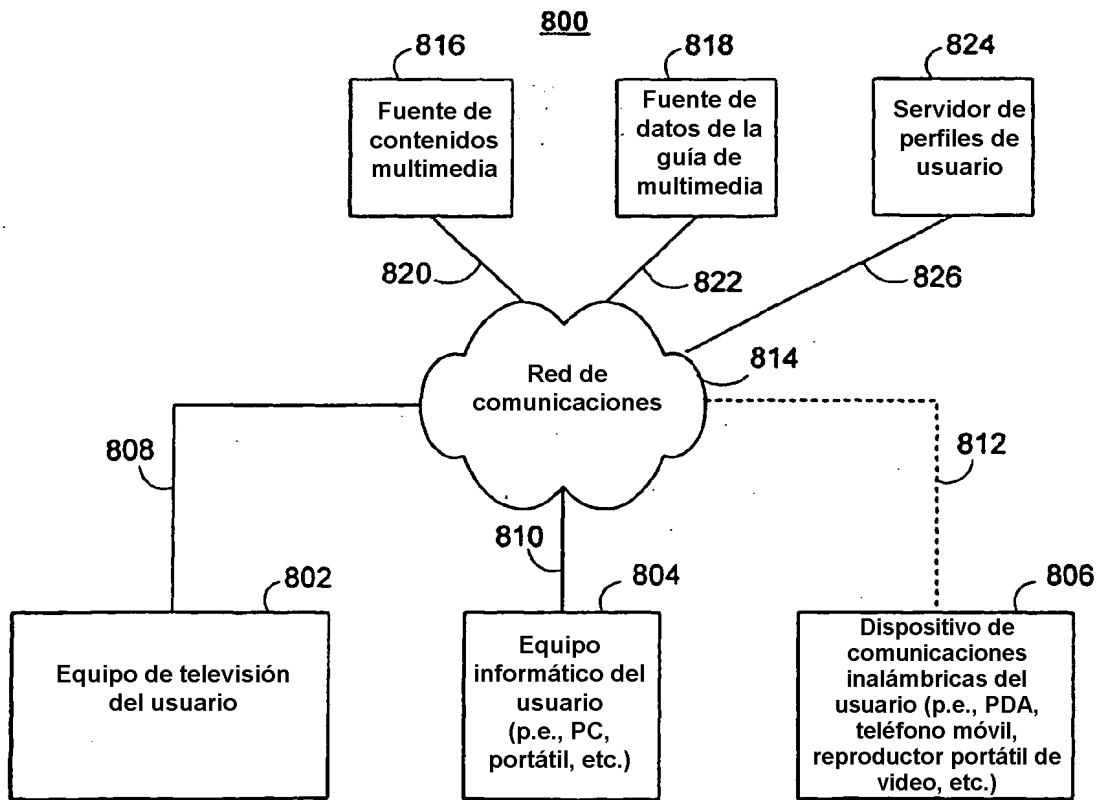 800
816
818
824
Fuente de
contenidos
multimedia
Fuente de
datos de la
guía de
multimedia
Servidor de
perfiles de
usuario
820
822
826
Red de
comunicaciones
814
808
810
812
802
804
806
Equipo de televisión
del usuario
Equipo
informático del
usuario
(p.e., PC,
portátil, etc.)
Dispositivo de
comunicaciones
inalámbricas del
usuario (p.e., PDA,
teléfono móvil,
reproductor portátil de
video, etc.)